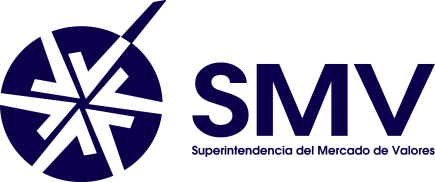 SMV
Superintendencia del Mercado de Valores